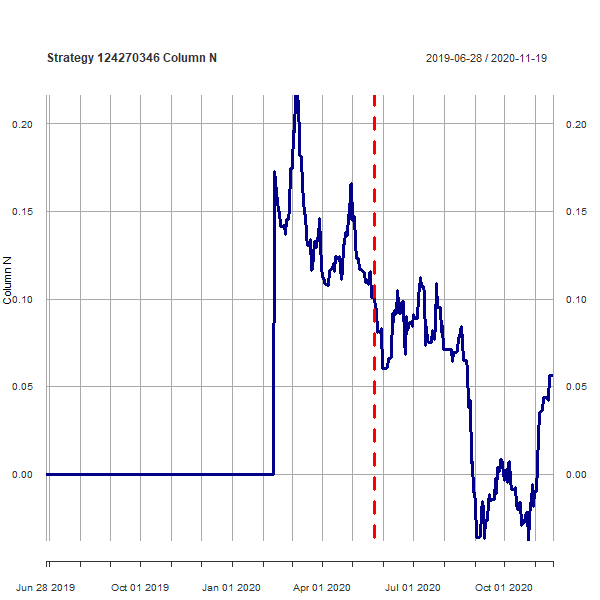 Strategy 124270346 Column N
2019-06-28 / 2020-11-19
Column N
0.20
0.15
0.10
0.05
0.00
0.20
0.15
0.10
0.05
0.00
Jun 28 2019
Oct 01 2019
Jan 01 2020
Apr 01 2020
Jul 01 2020
Oct 01 2020